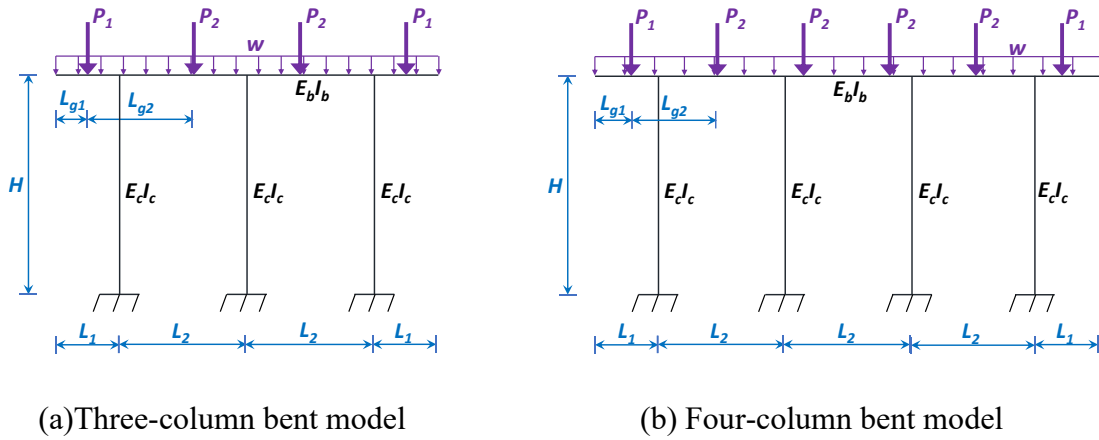 P1 P2 P2 P1
w
Lg1 Lg2 EbIb
H
EcIc EcIc EcIc
L1 L2 L2 L1
(a)Three-column bent model
P1 P2 P2 P2 P2 P1
w
Lg1 Lg2 EbIb
H
EcIc EcIc EcIc EcIc
L1 L2 L2 L2 L1
(b) Four-column bent model